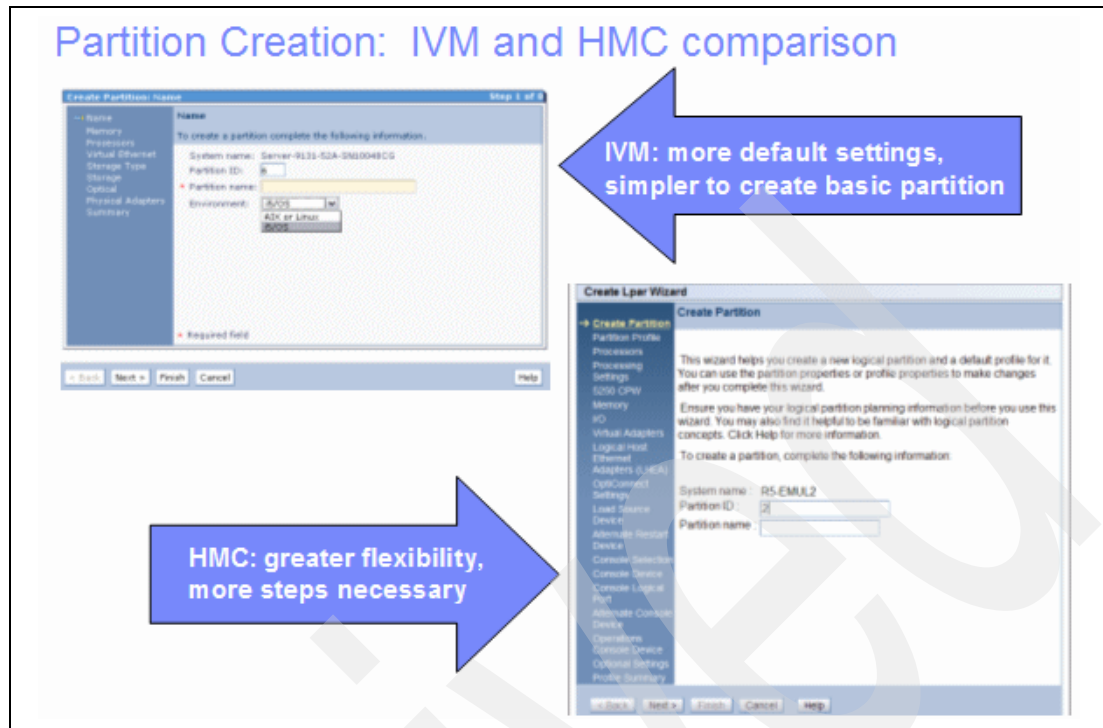 Partition Creation: IVM and HMC comparison
Create Partition: Name Step 1 of 9
Name
Memory
Processors
Virtual Ethernet
Storage Type
Storage
Optical
Physical Adapters
Summary
Name
To create a partition complete the following information.
System name: Server-9131-52A-SN10048CG
Partition ID: 6
* Partition name:
Environment: i5/OS
AIX or Linux
i5/OS
* Required field
< Back Next > Finish Cancel Help
IVM: more default settings,
simpler to create basic partition
HMC: greater flexibility,
more steps necessary
Create Lpar Wizard
Create Partition
Partition Profile
Processors
Processing
Settings
5250 CPW
Memory
I/O
Virtual Adapters
Logical Host
Ethernet
Adapters (LHEA)
OptiConnect
Settings
Load Source
Device
Alternate Restart
Device
Console Selection
Console Device
Console Logical
Port
Alternate Console
Device
Operations
Console Device
Optional Settings
Profile Summary
Create Partition
This wizard helps you create a new logical partition and a default profile for it.
You can use the partition properties or profile properties to make changes
after you complete this wizard.
Ensure you have your logical partition planning information before you use this
wizard. You may also find it helpful to be familiar with logical partition
concepts. Click Help for more information.
To create a partition, complete the following information:
System name : R5-EMUL2
Partition ID : 2
Partition name :
< Back Next > Finish Cancel Help